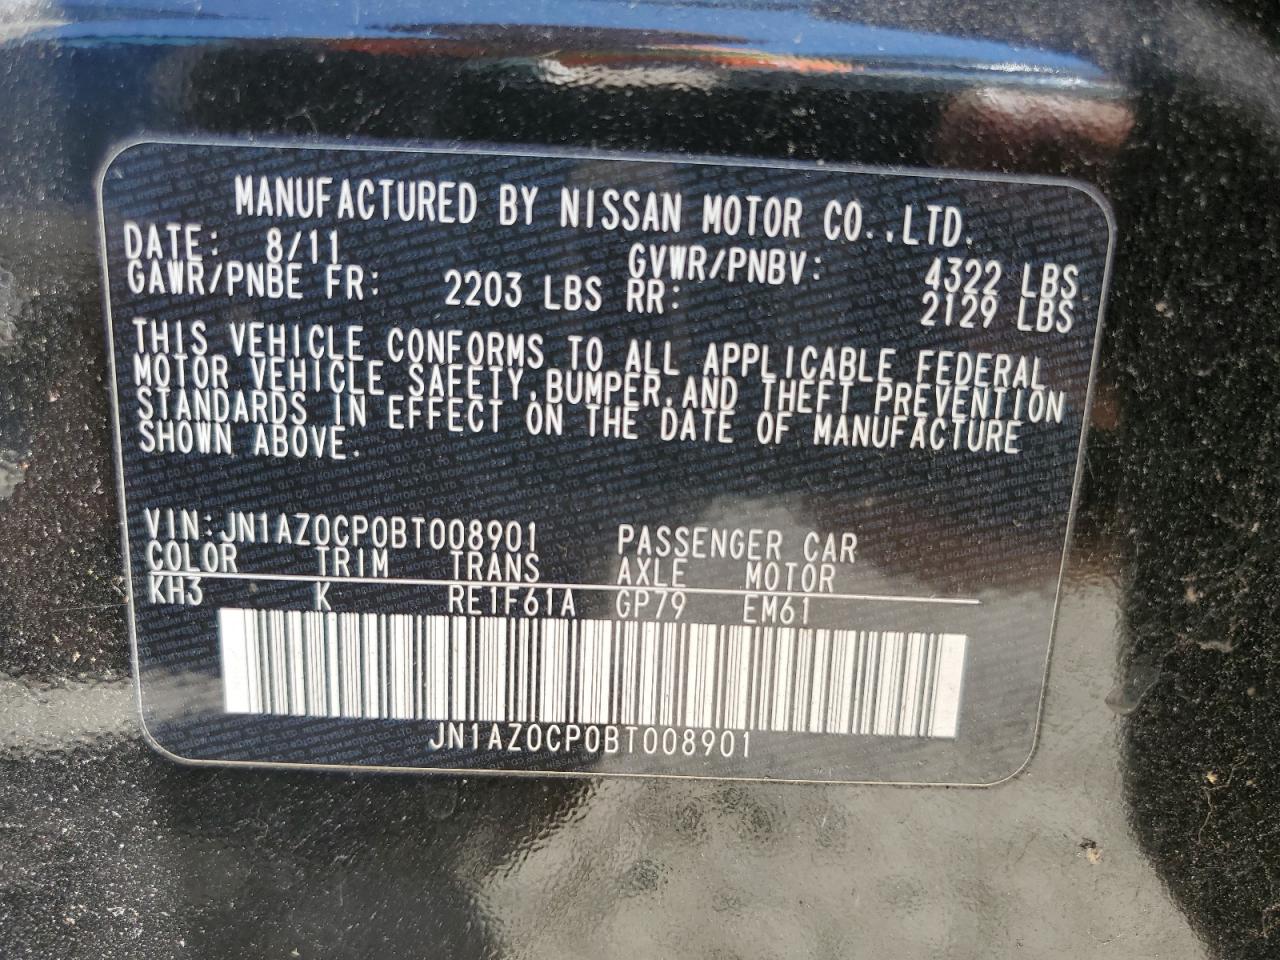 MANUFACTURED BY NISSAN MOTOR CO.,LTD.
DATE: 8/11 GVWR/PNBV: 4322 LBS
GAWR/PNBE FR: 2203 LBS RR: 2129 LBS
THIS VEHICLE CONFORMS TO ALL APPLICABLE FEDERAL
MOTOR VEHICLE SAFETY,BUMPER,AND THEFT PREVENTION
STANDARDS IN EFFECT ON THE DATE OF MANUFACTURE
SHOWN ABOVE.
VIN:JN1AZ0CP0BT008901 PASSENGER CAR
COLOR TRIM TRANS AXLE MOTOR
KH3 K RE1F61A GP79 EM61
JN1AZ0CP0BT008901